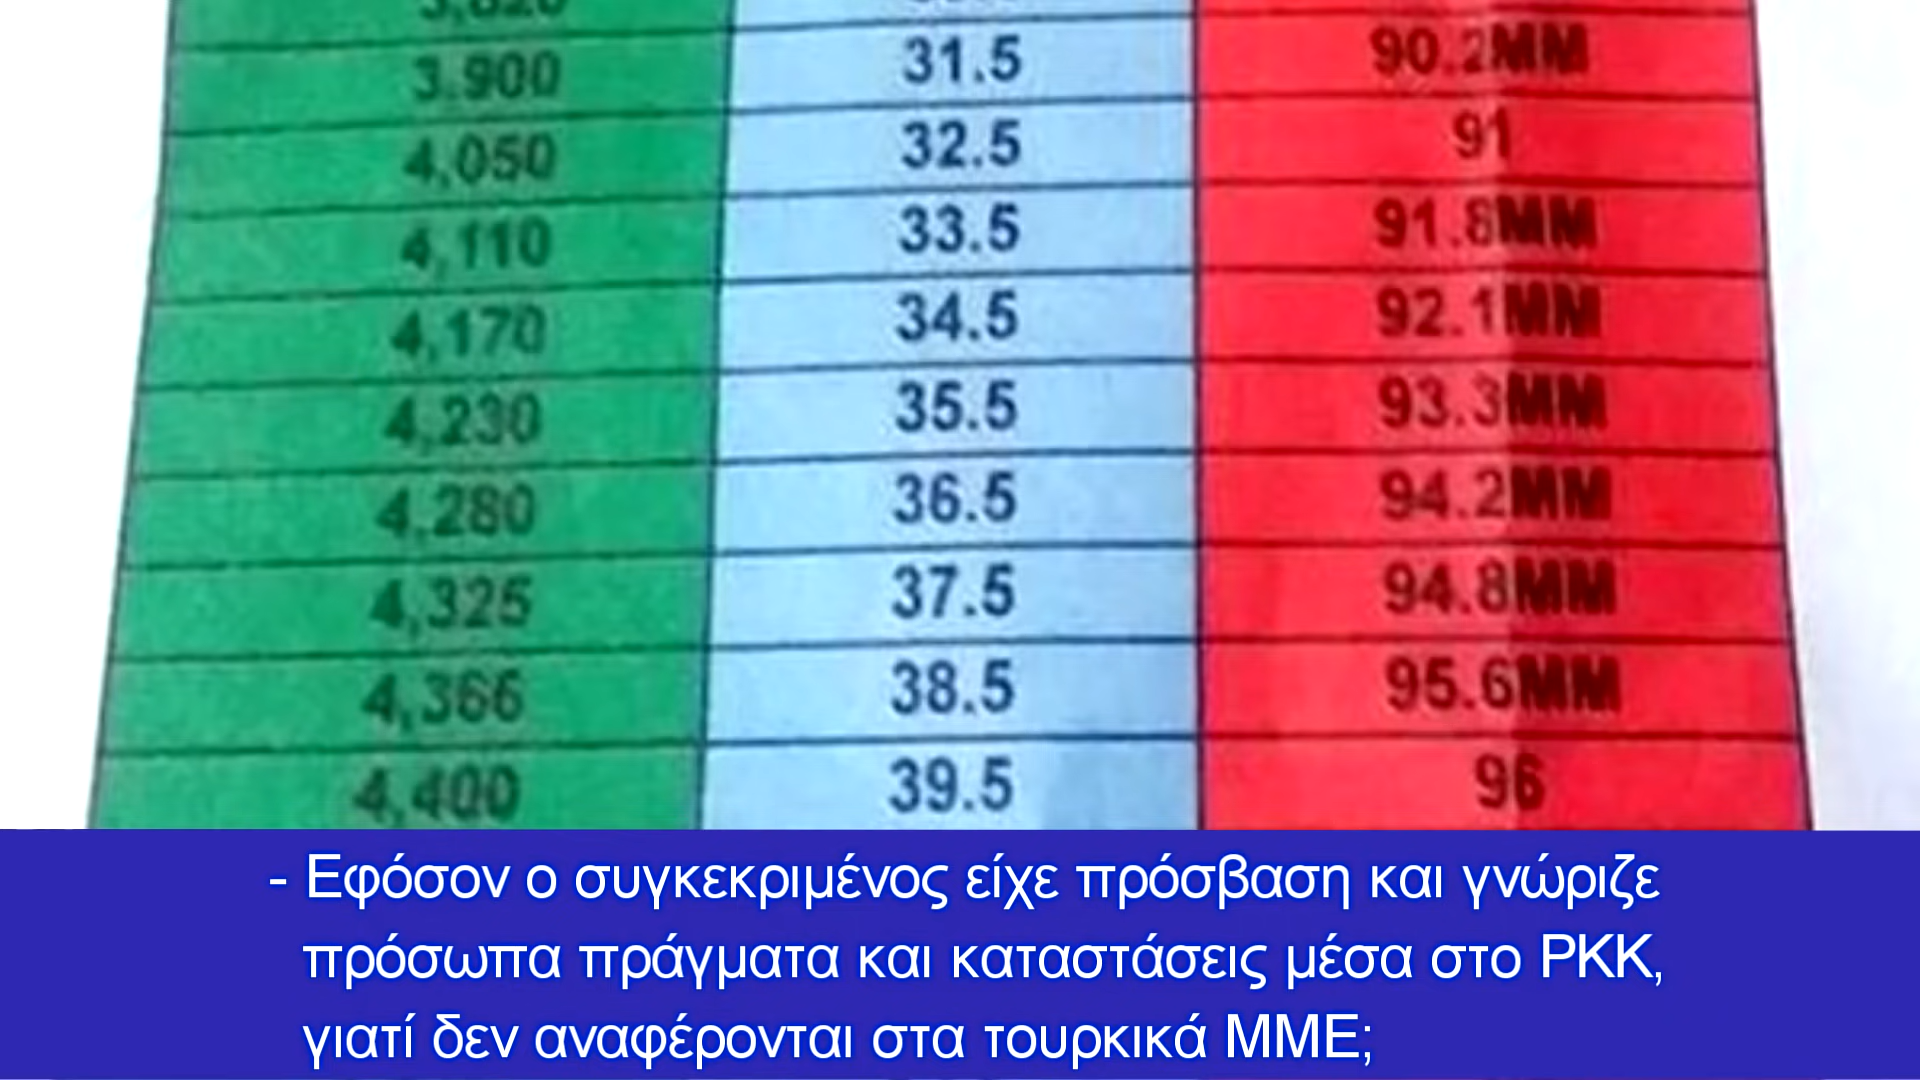 3,820
3.900 31.5 90.2MM
4,050 32.5 91
4,110 33.5 91.8MM
4,170 34.5 92.1MM
4,230 35.5 93.3MM
4.280 36.5 94.2MM
4,325 37.5 94.8MM
4,366 38.5 95.6MM
4,400 39.5 96
- Εφόσον ο συγκεκριμένος είχε πρόσβαση και γνώριζε
πρόσωπα πράγματα και καταστάσεις μέσα στο PKK,
γιατί δεν αναφέρονται στα τουρκικά ΜΜΕ;